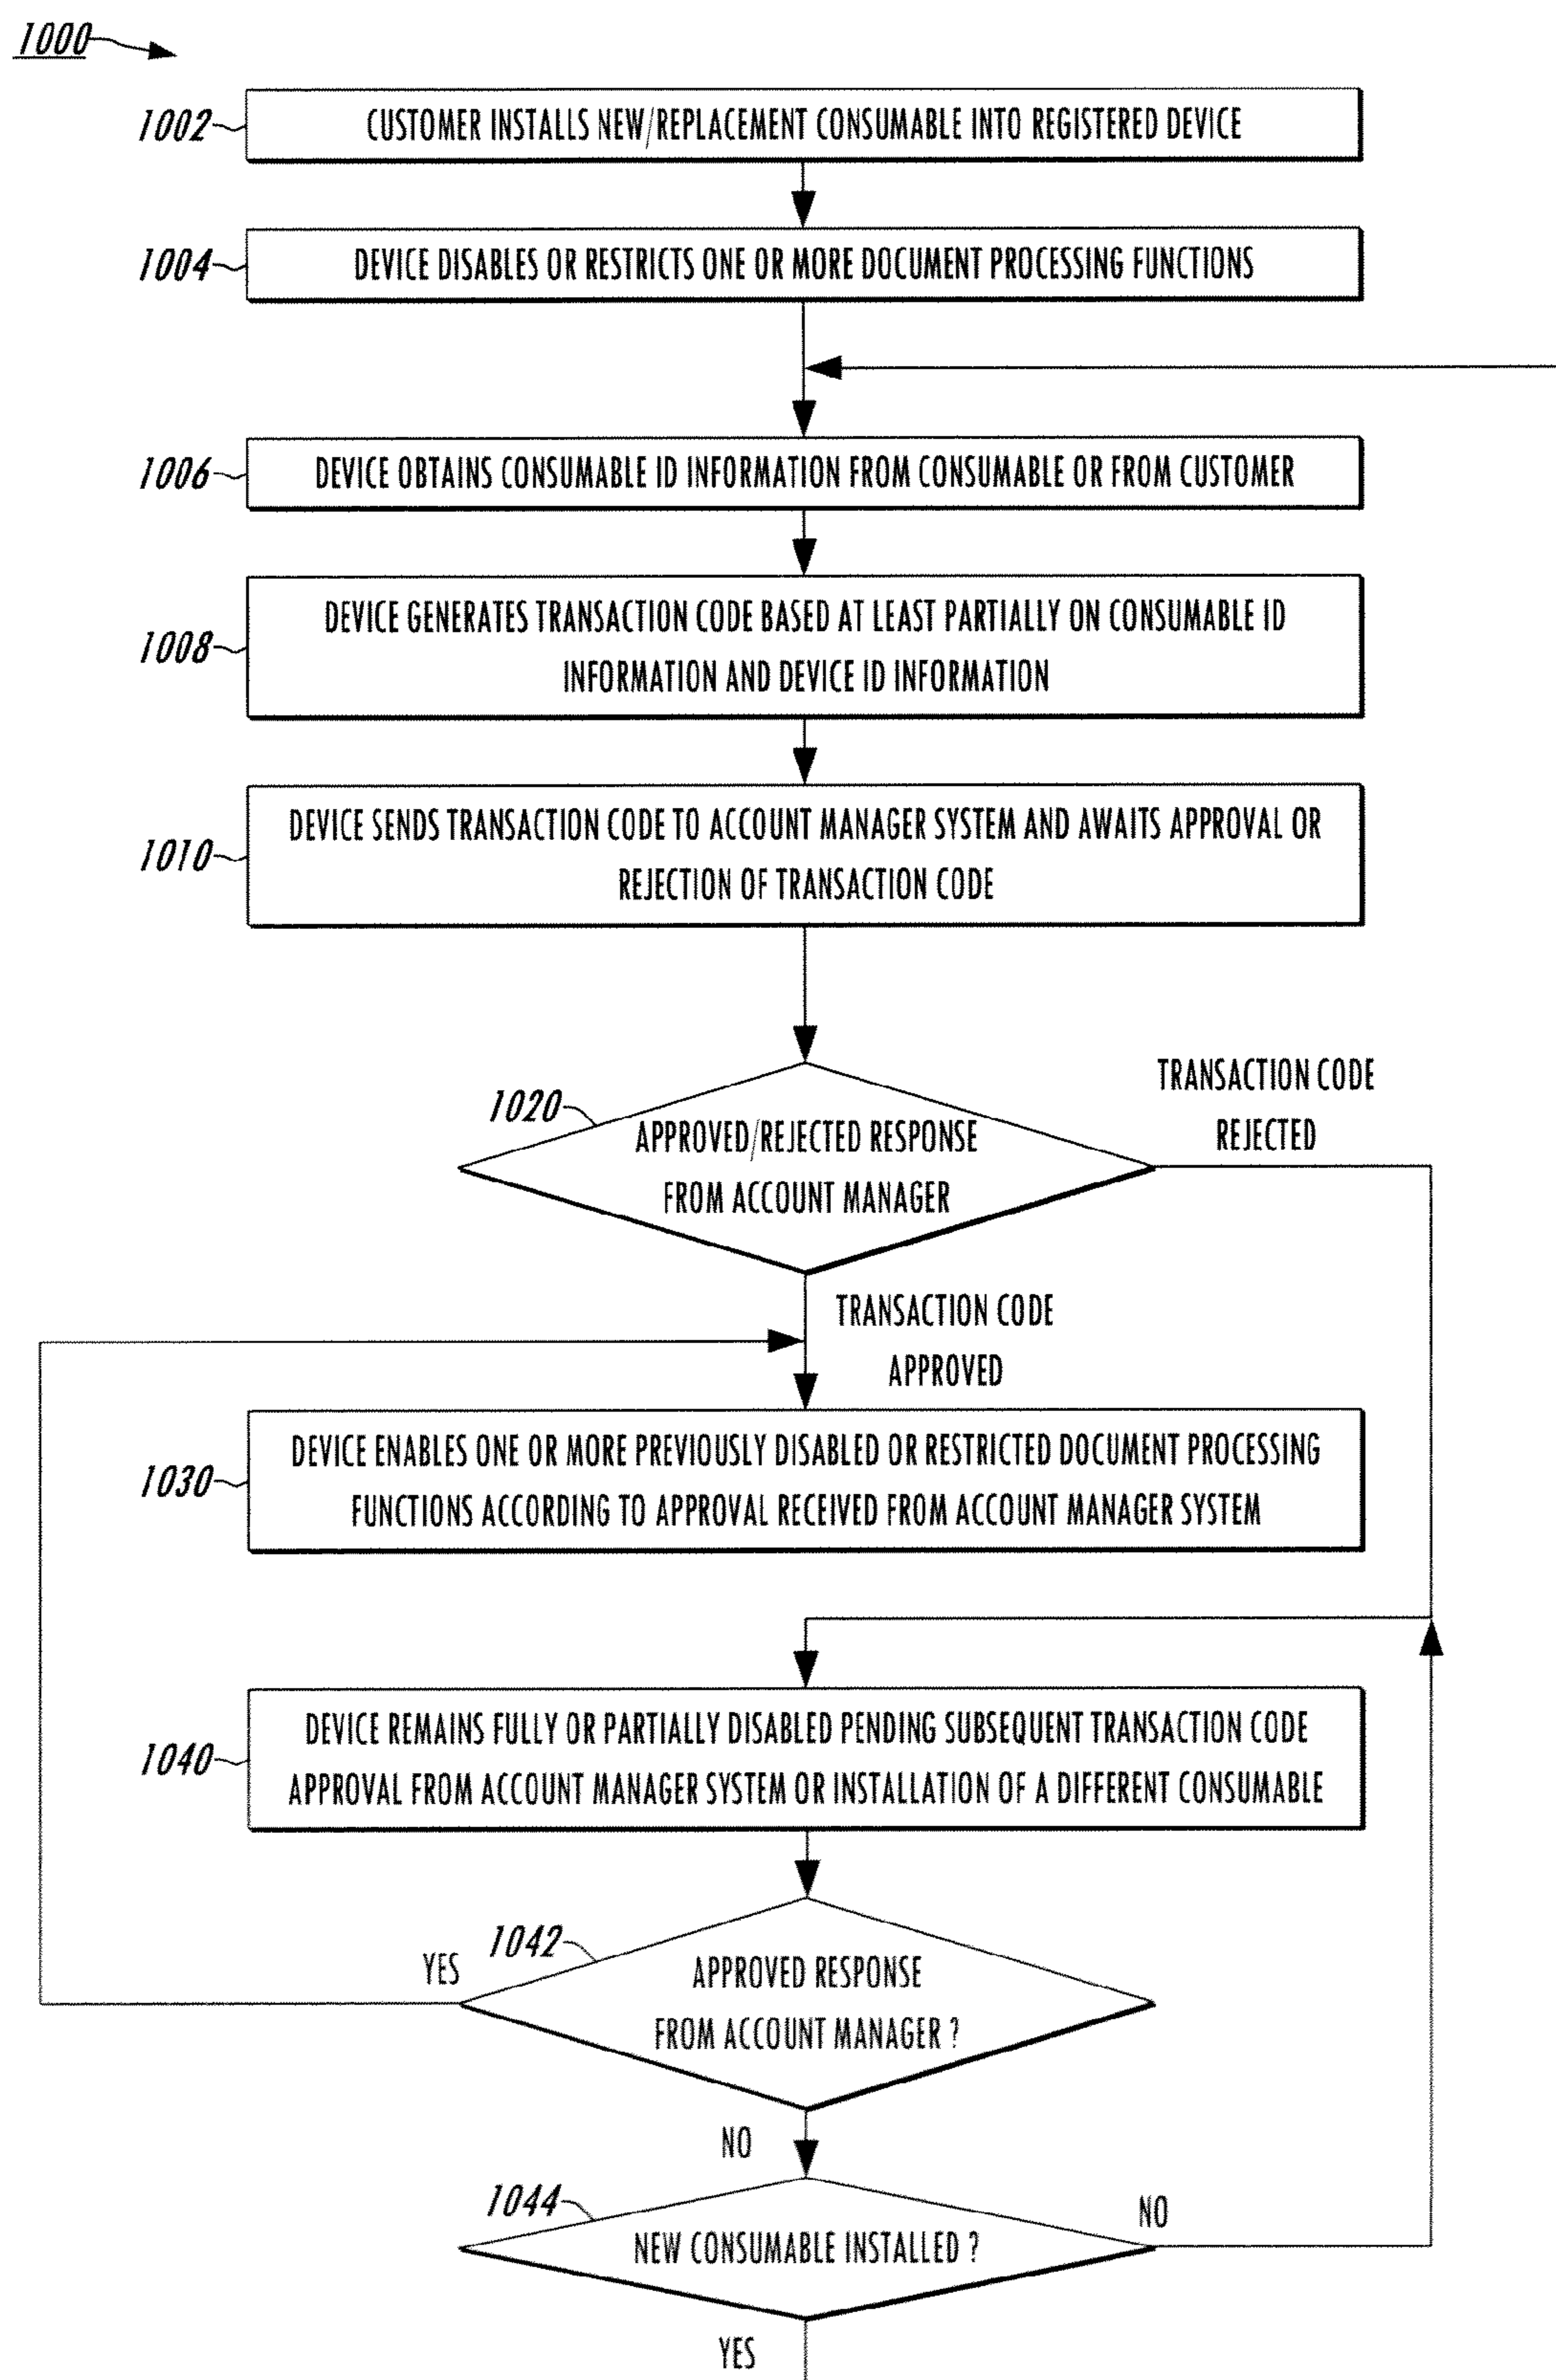 1000
1002
CUSTOMER INSTALLS NEW/REPLACEMENT CONSUMABLE INTO REGISTERED DEVICE
1004
DEVICE DISABLES OR RESTRICTS ONE OR MORE DOCUMENT PROCESSING FUNCTIONS
1006
DEVICE OBTAINS CONSUMABLE ID INFORMATION FROM CONSUMABLE OR FROM CUSTOMER
1008
DEVICE GENERATES TRANSACTION CODE BASED AT LEAST PARTIALLY ON CONSUMABLE ID
INFORMATION AND DEVICE ID INFORMATION
1010
DEVICE SENDS TRANSACTION CODE TO ACCOUNT MANAGER SYSTEM AND AWAITS APPROVAL OR
REJECTION OF TRANSACTION CODE
1020
APPROVED/REJECTED RESPONSE
FROM ACCOUNT MANAGER
TRANSACTION CODE
REJECTED
TRANSACTION CODE
APPROVED
1030
DEVICE ENABLES ONE OR MORE PREVIOUSLY DISABLED OR RESTRICTED DOCUMENT PROCESSING
FUNCTIONS ACCORDING TO APPROVAL RECEIVED FROM ACCOUNT MANAGER SYSTEM
1040
DEVICE REMAINS FULLY OR PARTIALLY DISABLED PENDING SUBSEQUENT TRANSACTION CODE
APPROVAL FROM ACCOUNT MANAGER SYSTEM OR INSTALLATION OF A DIFFERENT CONSUMABLE
YES
1042
APPROVED RESPONSE
FROM ACCOUNT MANAGER ?
NO
1044
NEW CONSUMABLE INSTALLED ?
NO
YES